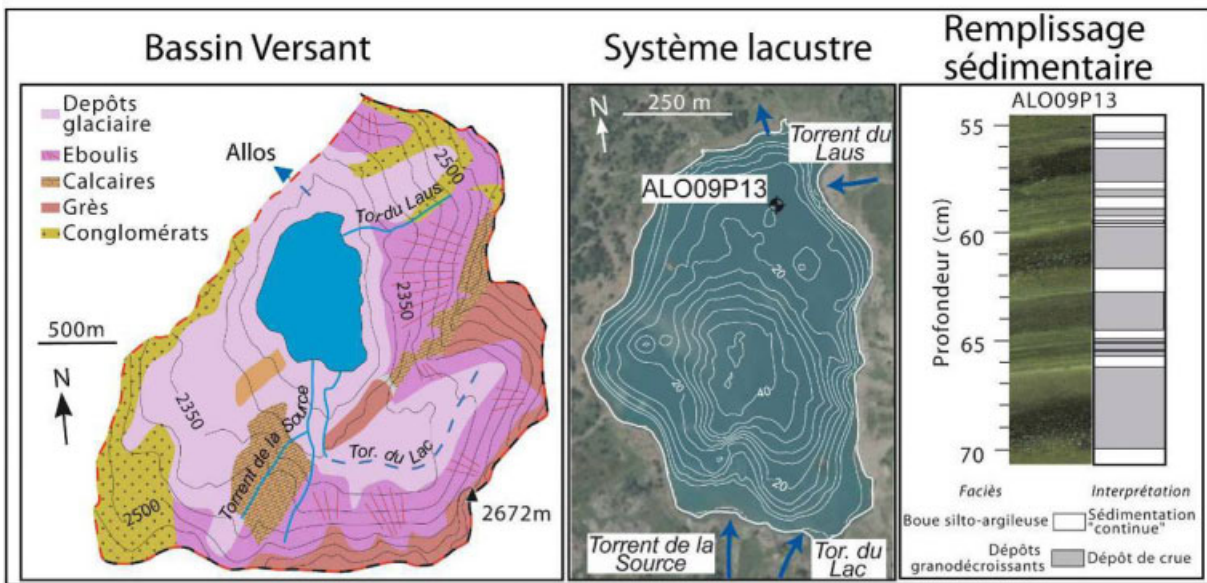 Bassin Versant
Système lacustre
Remplissage
sédimentaire
Depôts
glaciaire
Eboulis
Calcaires
Grès
Conglomérats
Allos
Tor.du Laus
2500
2350
500m
N
2350
2500
Torrent de la Source
Tor. du Lac
2672m
N
250 m
Torrent du
Laus
ALO09P13
20
20
40
20
Torrent de la
Source
Tor. du
Lac
ALO09P13
Profondeur (cm)
55
60
65
70
Faciès
Interprétation
Boue silto-argileuse
Sédimentation
"continue"
Dépôts
granodécroissants
Dépôt de crue